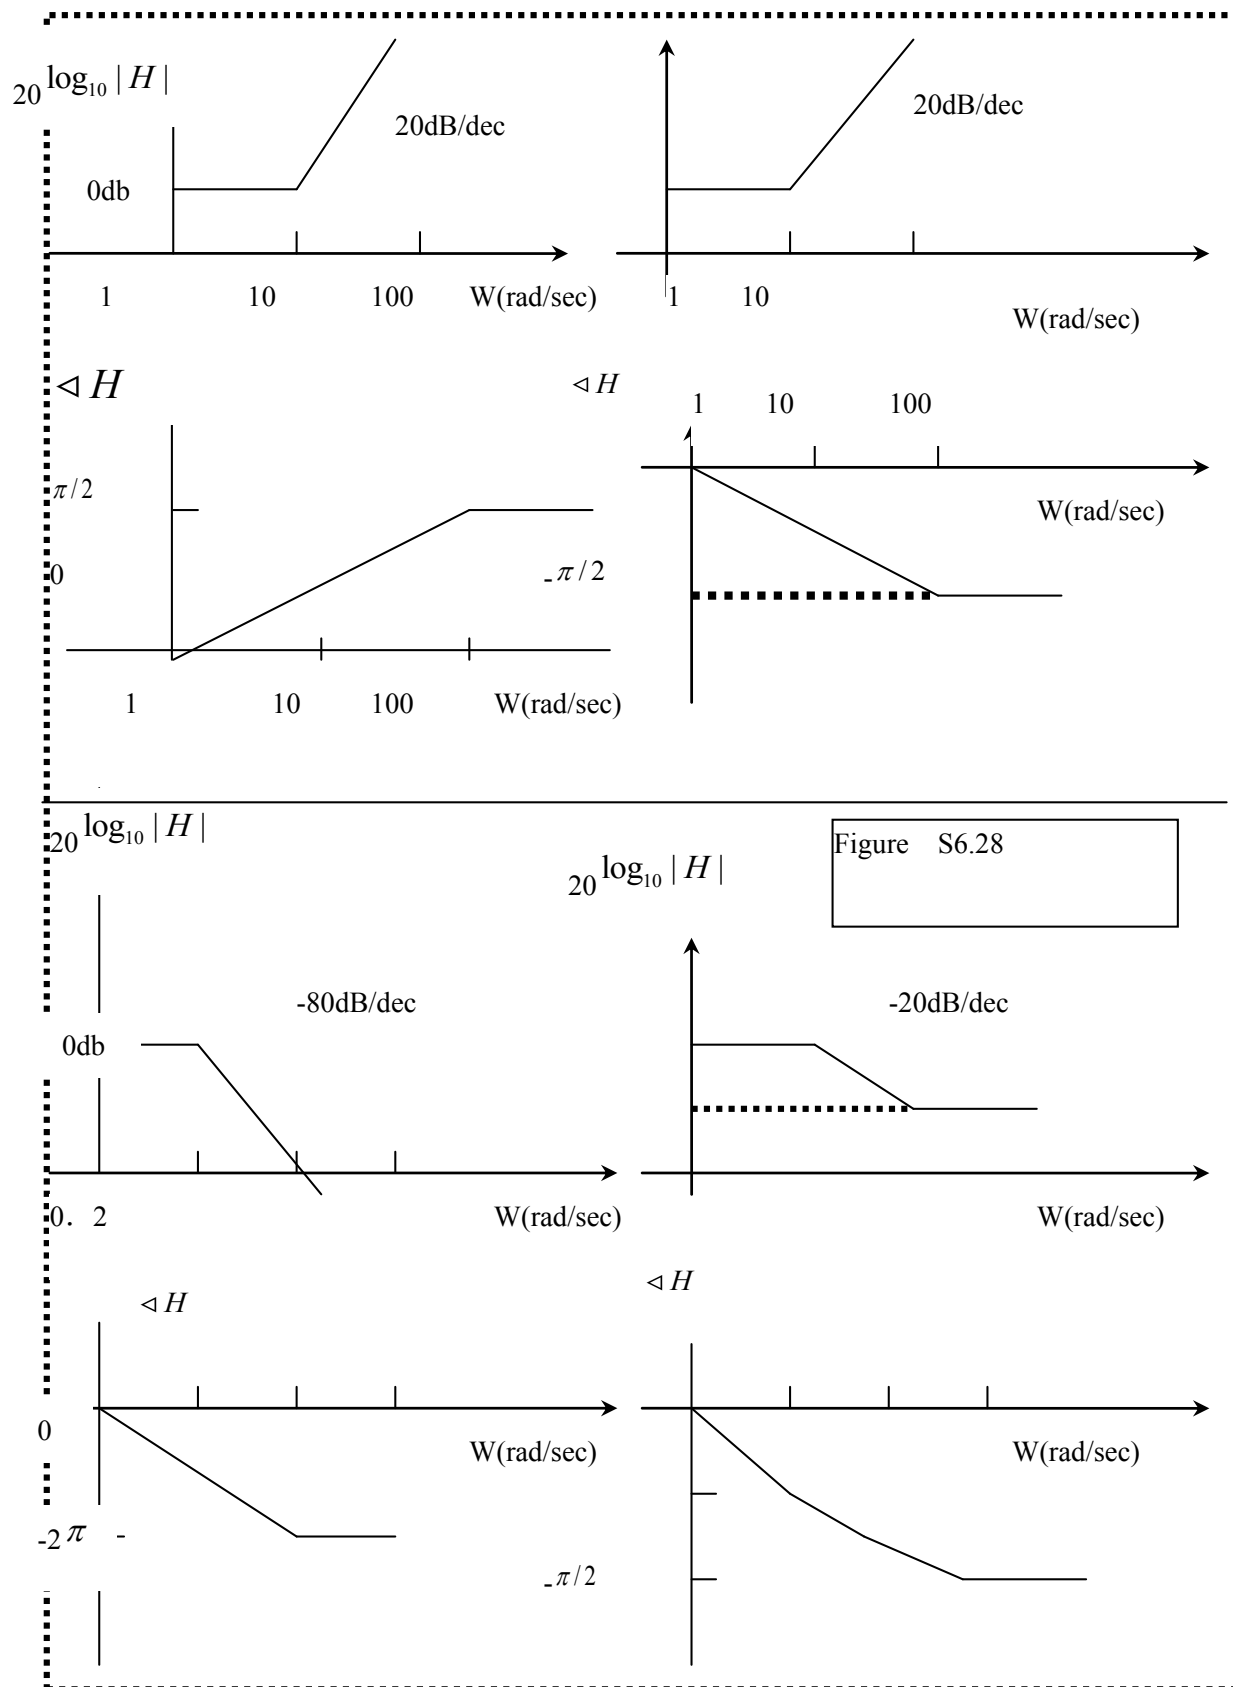 20 log₁₀ | H |
20dB/dec
20dB/dec
0db
1 10 100 W(rad/sec)
1 10
W(rad/sec)
⊲ H
⊲ H
1 10 100
π/2
W(rad/sec)
0
-π/2
1 10 100 W(rad/sec)
20 log₁₀ | H |
Figure S6.28
20 log₁₀ | H |
-80dB/dec
-20dB/dec
0db
0. 2
W(rad/sec)
W(rad/sec)
⊲ H
⊲ H
0
W(rad/sec)
W(rad/sec)
-2π -
-π/2